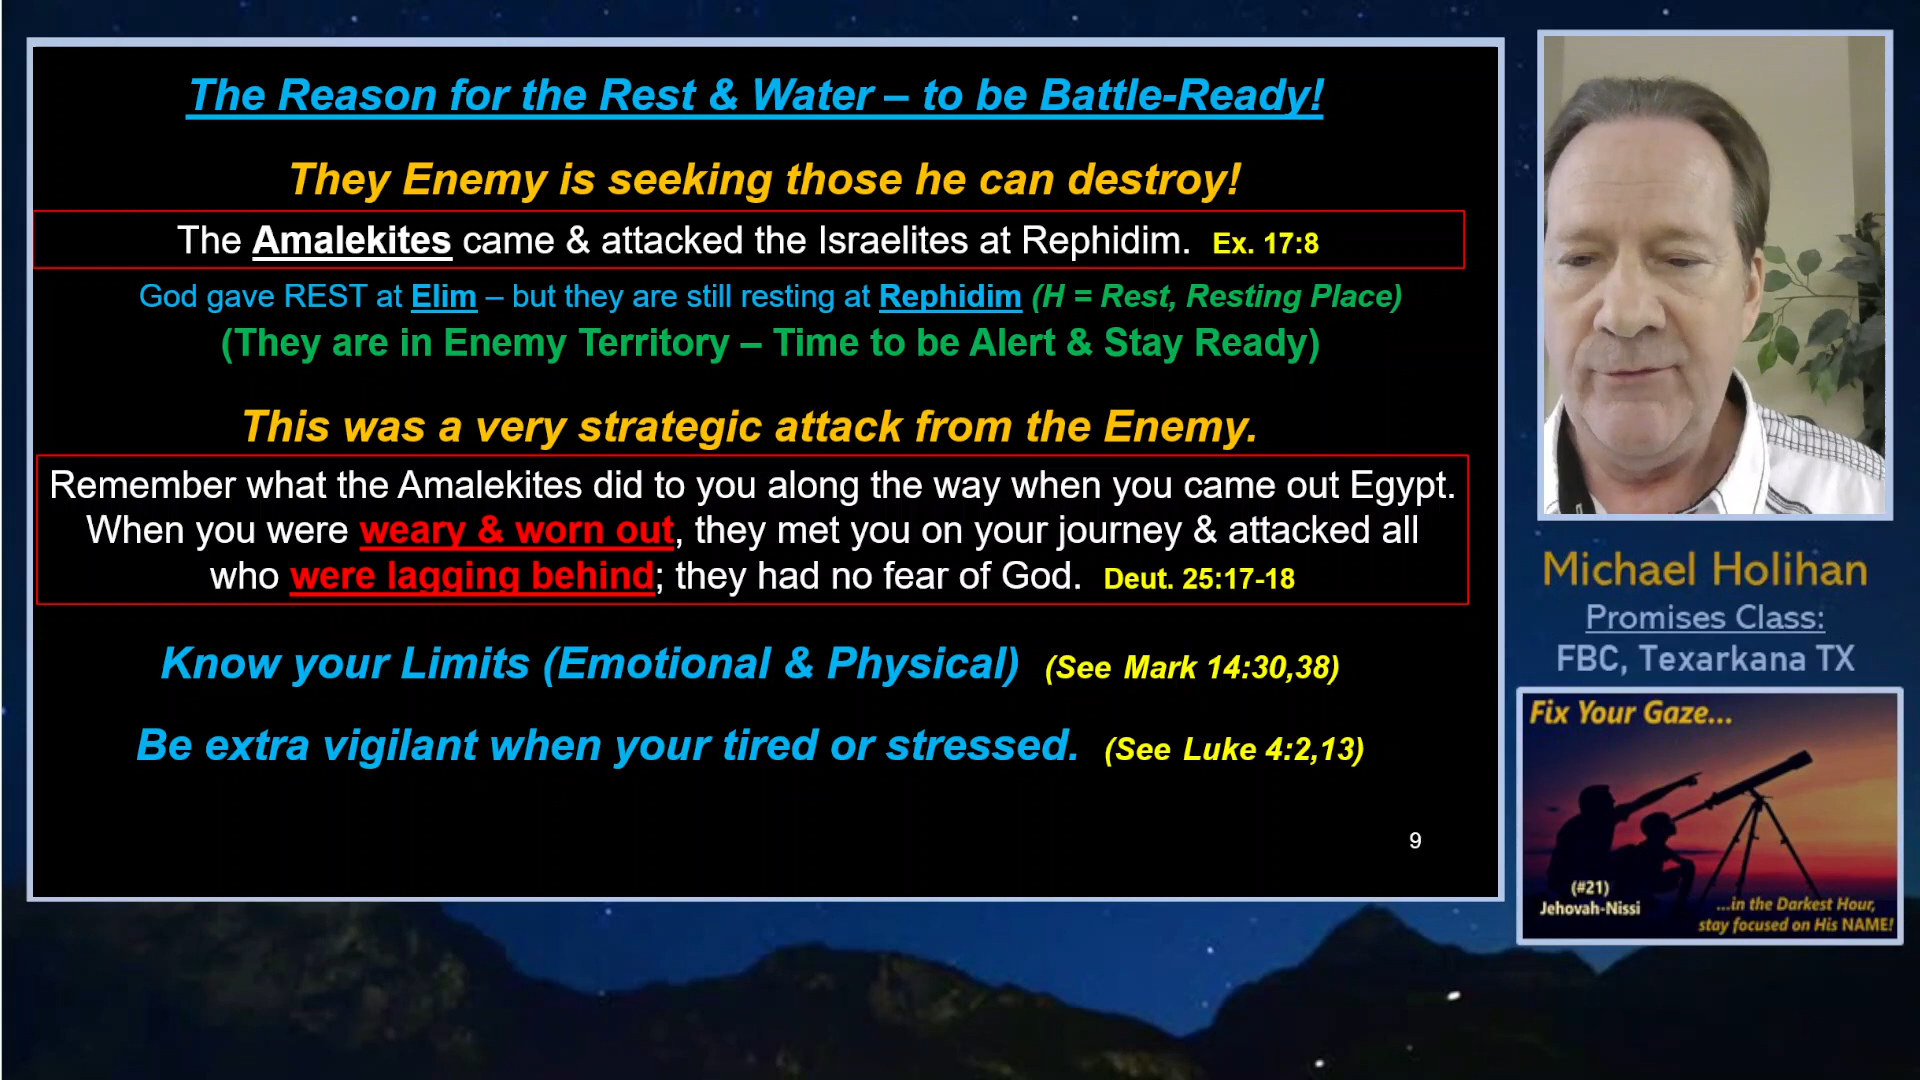 The Reason for the Rest & Water – to be Battle-Ready!
They Enemy is seeking those he can destroy!
The Amalekites came & attacked the Israelites at Rephidim. Ex. 17:8
God gave REST at Elim – but they are still resting at Rephidim (H = Rest, Resting Place)
(They are in Enemy Territory – Time to be Alert & Stay Ready)
This was a very strategic attack from the Enemy.
Remember what the Amalekites did to you along the way when you came out Egypt.
When you were weary & worn out, they met you on your journey & attacked all
who were lagging behind; they had no fear of God. Deut. 25:17-18
Know your Limits (Emotional & Physical) (See Mark 14:30,38)
Be extra vigilant when your tired or stressed. (See Luke 4:2,13)
9
Michael Holihan
Promises Class:
FBC, Texarkana TX
Fix Your Gaze...
(#21)
Jehovah-Nissi
...in the Darkest Hour,
stay focused on His NAME!